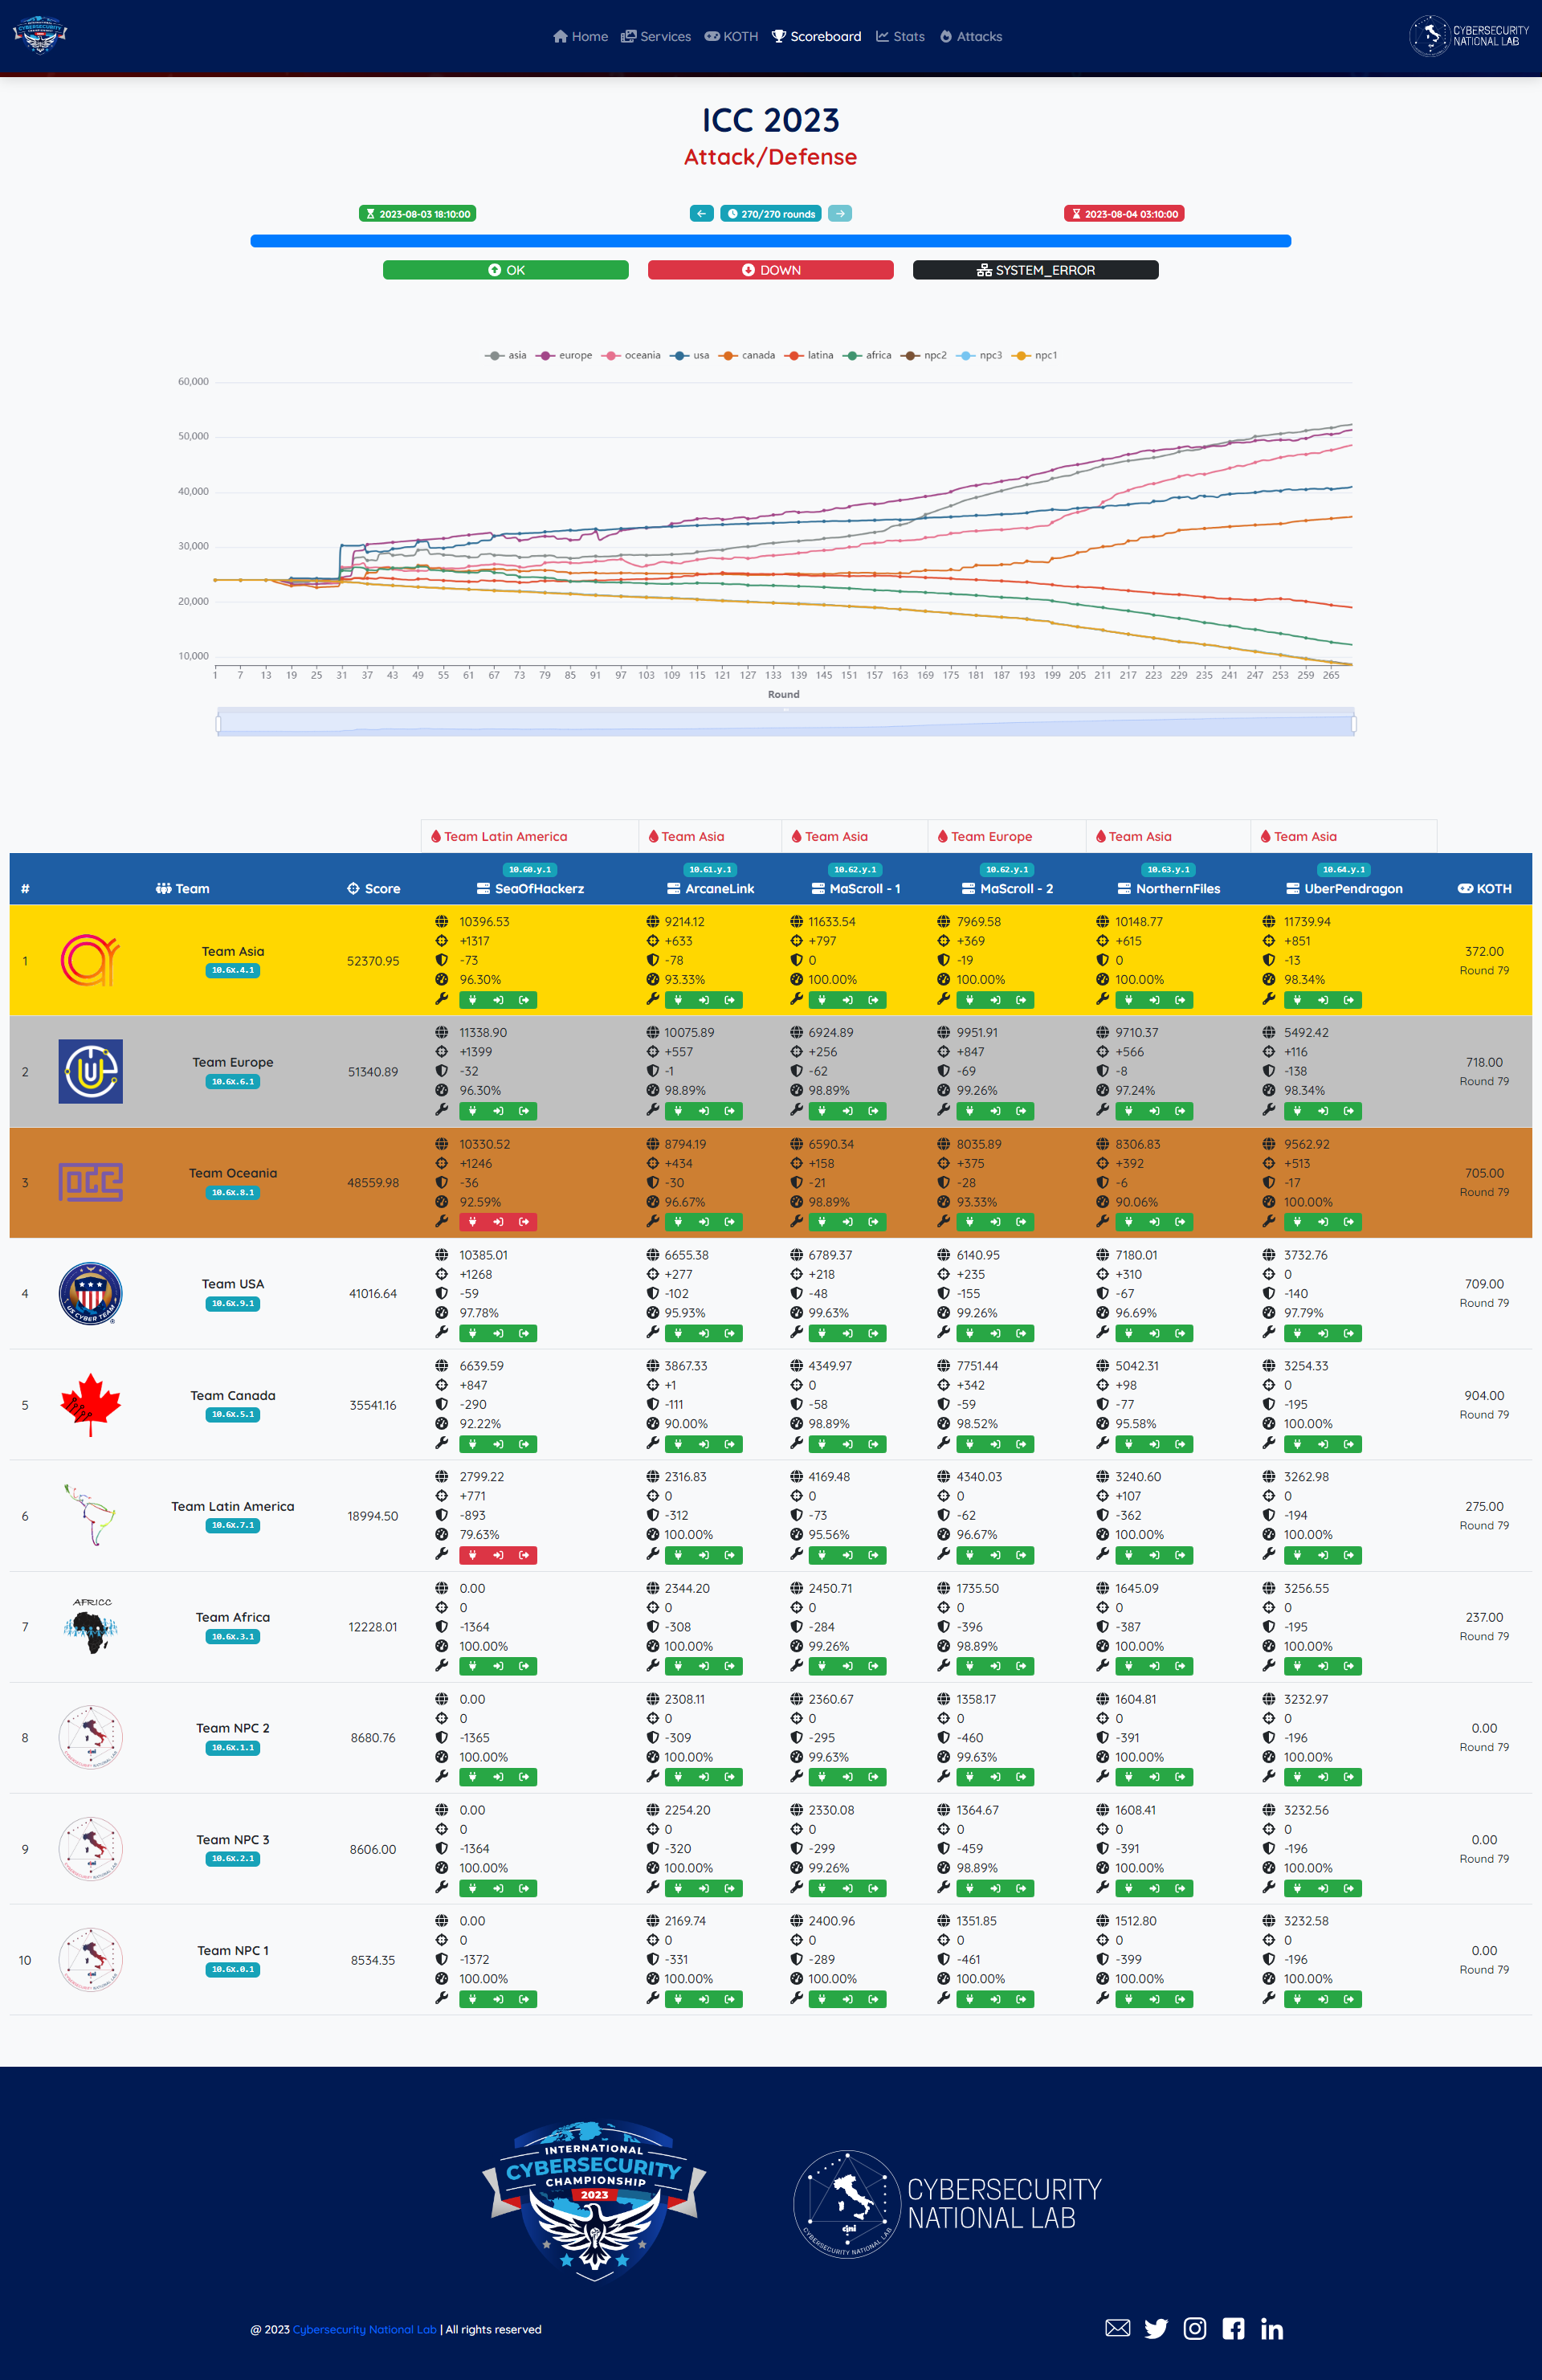 Home Services KOTH Scoreboard Stats Attacks
CYBERSECURITY
NATIONAL LAB
ICC 2023
Attack/Defense
2023-08-03 18:10:00 270/270 rounds 2023-08-04 03:10:00
OK DOWN SYSTEM_ERROR
asia europe oceania usa canada latina africa npc2 npc3 npc1
60,000
50,000
40,000
30,000
20,000
10,000
1 7 13 19 25 31 37 43 49 55 61 67 73 79 85 91 97 103 109 115 121 127 133 139 145 151 157 163 169 175 181 187 193 199 205 211 217 223 229 235 241 247 253 259 265
Round
Team Latin America Team Asia Team Asia Team Europe Team Asia Team Asia
10.60.y.1 10.61.y.1 10.62.y.1 10.62.y.1 10.63.y.1 10.64.y.1
# Team Score SeaOfHackerz ArcaneLink MaScroll - 1 MaScroll - 2 NorthernFiles UberPendragon KOTH
10396.53 9214.12 11633.54 7969.58 10148.77 11739.94
+1317 +633 +797 +369 +615 +851
1 Team Asia 52370.95 -73 -78 0 -19 0 -13 372.00
10.6x.4.1 96.30% 93.33% 100.00% 100.00% 100.00% 98.34% Round 79
11338.90 10075.89 6924.89 9951.91 9710.37 5492.42
+1399 +557 +256 +847 +566 +116
2 Team Europe 51340.89 -32 -1 -62 -69 -8 -138 718.00
10.6x.6.1 96.30% 98.89% 98.89% 99.26% 97.24% 98.34% Round 79
10330.52 8794.19 6590.34 8035.89 8306.83 9562.92
+1246 +434 +158 +375 +392 +513
3 Team Oceania 48559.98 -36 -30 -21 -28 -6 -17 705.00
10.6x.8.1 92.59% 96.67% 98.89% 93.33% 90.06% 100.00% Round 79
10385.01 6655.38 6789.37 6140.95 7180.01 3732.76
+1268 +277 +218 +235 +310 0
4 US CYBER TEAM Team USA 41016.64 -59 -102 -48 -155 -67 -140 709.00
10.6x.9.1 97.78% 95.93% 99.63% 99.26% 96.69% 97.79% Round 79
6639.59 3867.33 4349.97 7751.44 5042.31 3254.33
+847 +1 0 +342 +98 0
5 Team Canada 35541.16 -290 -111 -58 -59 -77 -195 904.00
10.6x.5.1 92.22% 90.00% 98.89% 98.52% 95.58% 100.00% Round 79
2799.22 2316.83 4169.48 4340.03 3240.60 3262.98
+771 0 0 0 +107 0
6 Team Latin America 18994.50 -893 -312 -73 -62 -362 -194 275.00
10.6x.7.1 79.63% 100.00% 95.56% 96.67% 100.00% 100.00% Round 79
0.00 2344.20 2450.71 1735.50 1645.09 3256.55
AFRICC 0 0 0 0 0 0
7 Team Africa 12228.01 -1364 -308 -284 -396 -387 -195 237.00
10.6x.3.1 100.00% 100.00% 99.26% 98.89% 100.00% 100.00% Round 79
0.00 2308.11 2360.67 1358.17 1604.81 3232.97
0 0 0 0 0 0
8 Team NPC 2 8680.76 -1365 -309 -295 -460 -391 -196 0.00
10.6x.1.1 100.00% 100.00% 99.63% 99.63% 100.00% 100.00% Round 79
0.00 2254.20 2330.08 1364.67 1608.41 3232.56
0 0 0 0 0 0
9 Team NPC 3 8606.00 -1364 -320 -299 -459 -391 -196 0.00
10.6x.2.1 100.00% 100.00% 99.26% 98.89% 100.00% 100.00% Round 79
0.00 2169.74 2400.96 1351.85 1512.80 3232.58
0 0 0 0 0 0
10 Team NPC 1 8534.35 -1372 -331 -289 -461 -399 -196 0.00
10.6x.0.1 100.00% 100.00% 100.00% 100.00% 100.00% 100.00% Round 79
INTERNATIONAL
CYBERSECURITY
CHAMPIONSHIP
2023
cini
CYBERSECURITY NATIONAL LAB
CYBERSECURITY
NATIONAL LAB
@ 2023 Cybersecurity National Lab | All rights reserved